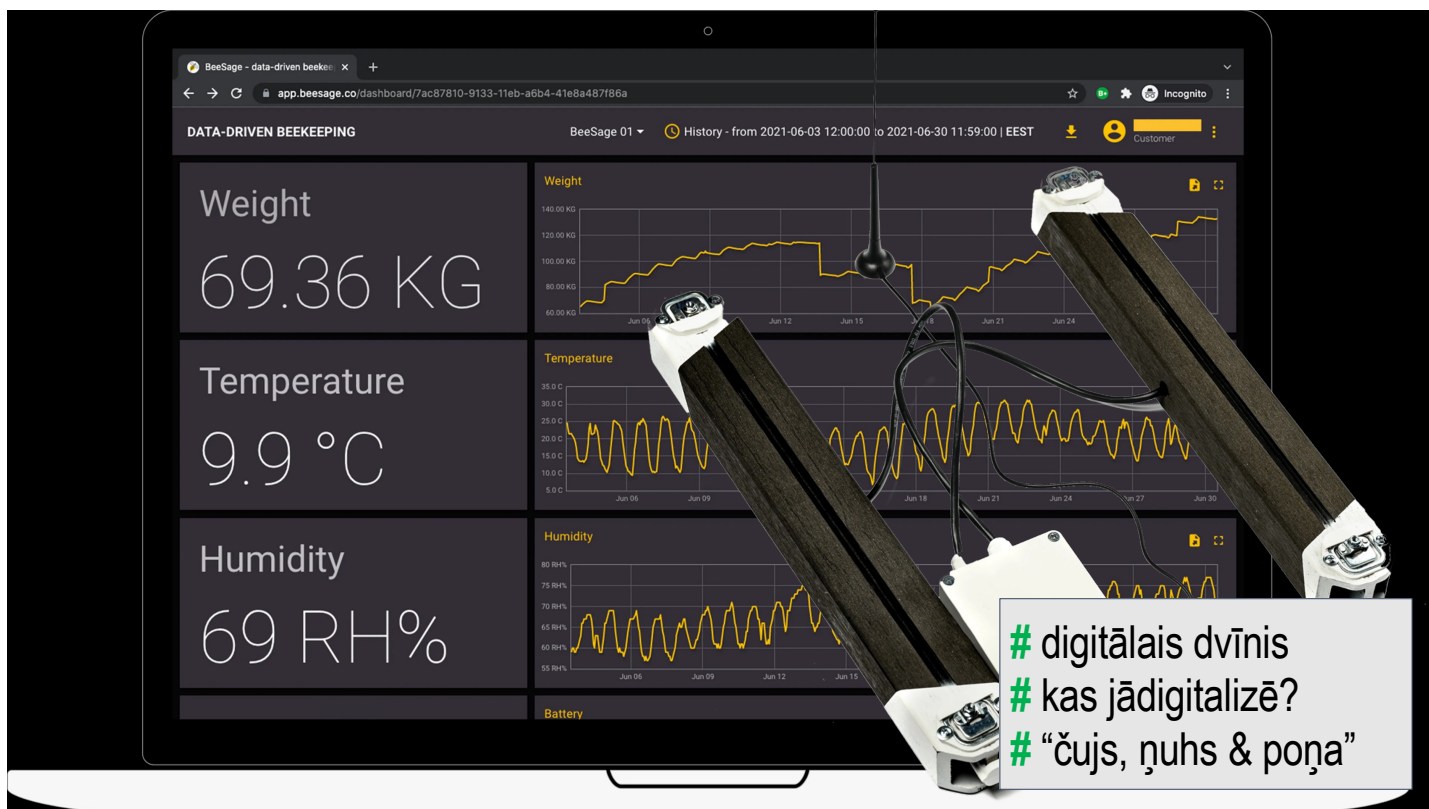 BeeSage - data-driven beekee
app.beesage.co/dashboard/7ac87810-9133-11eb-a6b4-41e8a487f86a
Incognito
DATA-DRIVEN BEEKEEPING
BeeSage 01
History - from 2021-06-03 12:00:00 to 2021-06-30 11:59:00 | EEST
Customer
Weight
69.36 KG
Weight
140.00 KG
120.00 KG
100.00 KG
80.00 KG
60.00 KG
Jun 06 Jun 12 Jun 15 Jun 21 Jun 24
Temperature
9.9 °C
Temperature
35.0 C
30.0 C
25.0 C
20.0 C
15.0 C
10.0 C
5.0 C
Jun 06 Jun 09 Jun 18 Jun 21 Jun 24 Jun 27 Jun 30
Humidity
69 RH%
Humidity
80 RH%
75 RH%
70 RH%
65 RH%
60 RH%
55 RH%
Jun 06 Jun 09 Jun 12 Jun 15
Battery
# digitālais dvīnis
# kas jādigitalizē?
# “čujs, ņuhs & poņa”